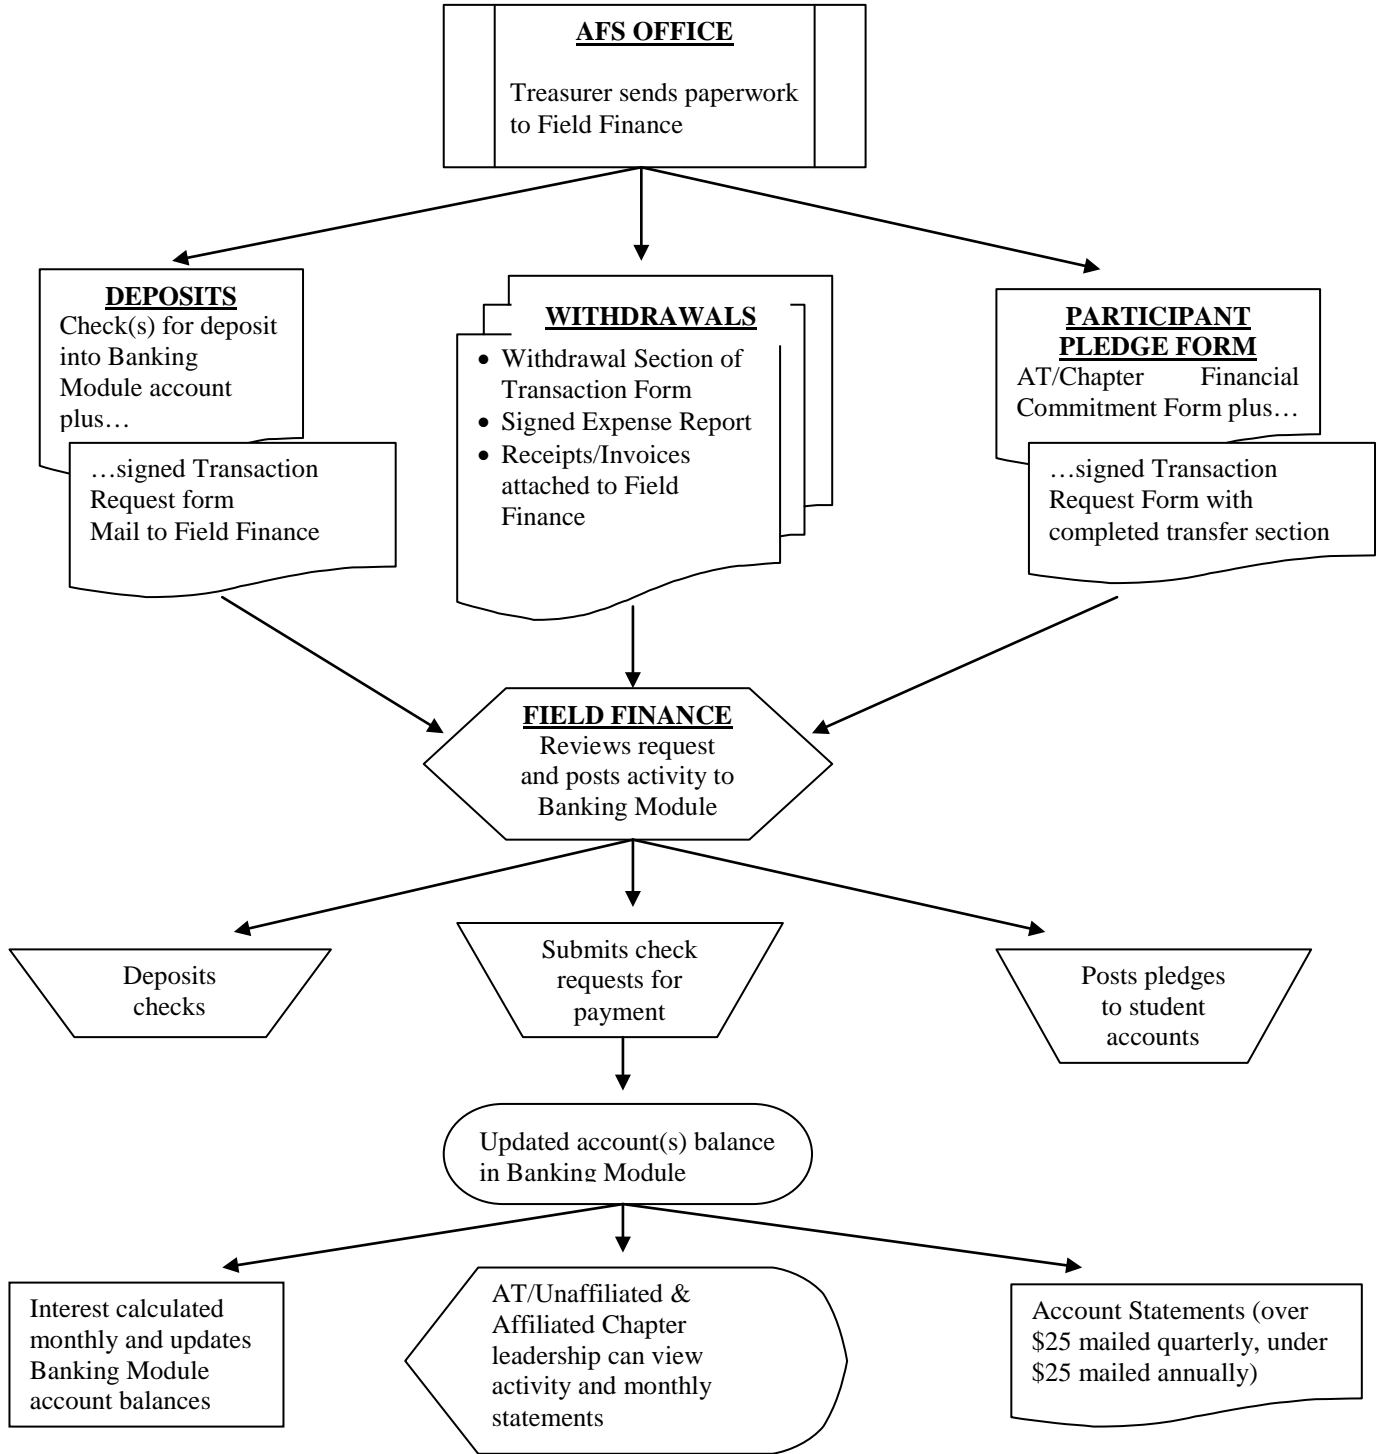 AFS OFFICE
Treasurer sends paperwork
to Field Finance
DEPOSITS
Check(s) for deposit
into Banking
Module account
plus…
…signed Transaction
Request form
Mail to Field Finance
WITHDRAWALS
• Withdrawal Section of
Transaction Form
• Signed Expense Report
• Receipts/Invoices
attached to Field
Finance
PARTICIPANT
PLEDGE FORM
AT/Chapter Financial
Commitment Form plus…
…signed Transaction
Request Form with
completed transfer section
FIELD FINANCE
Reviews request
and posts activity to
Banking Module
Deposits
checks
Submits check
requests for
payment
Posts pledges
to student
accounts
Updated account(s) balance
in Banking Module
Interest calculated
monthly and updates
Banking Module
account balances
AT/Unaffiliated &
Affiliated Chapter
leadership can view
activity and monthly
statements
Account Statements (over
$25 mailed quarterly, under
$25 mailed annually)